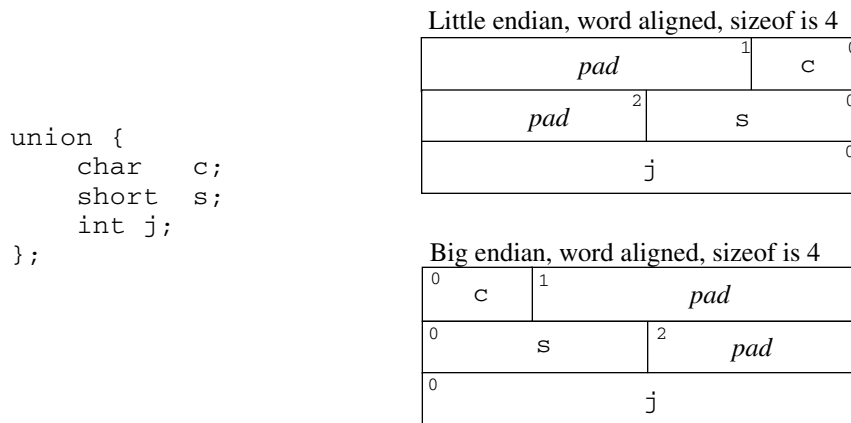 Little endian, word aligned, sizeof is 4
1 0
pad c
2 0
pad s
0
j
union {
char c;
short s;
int j;
};
Big endian, word aligned, sizeof is 4
0 1
c pad
0 2
s pad
0
j